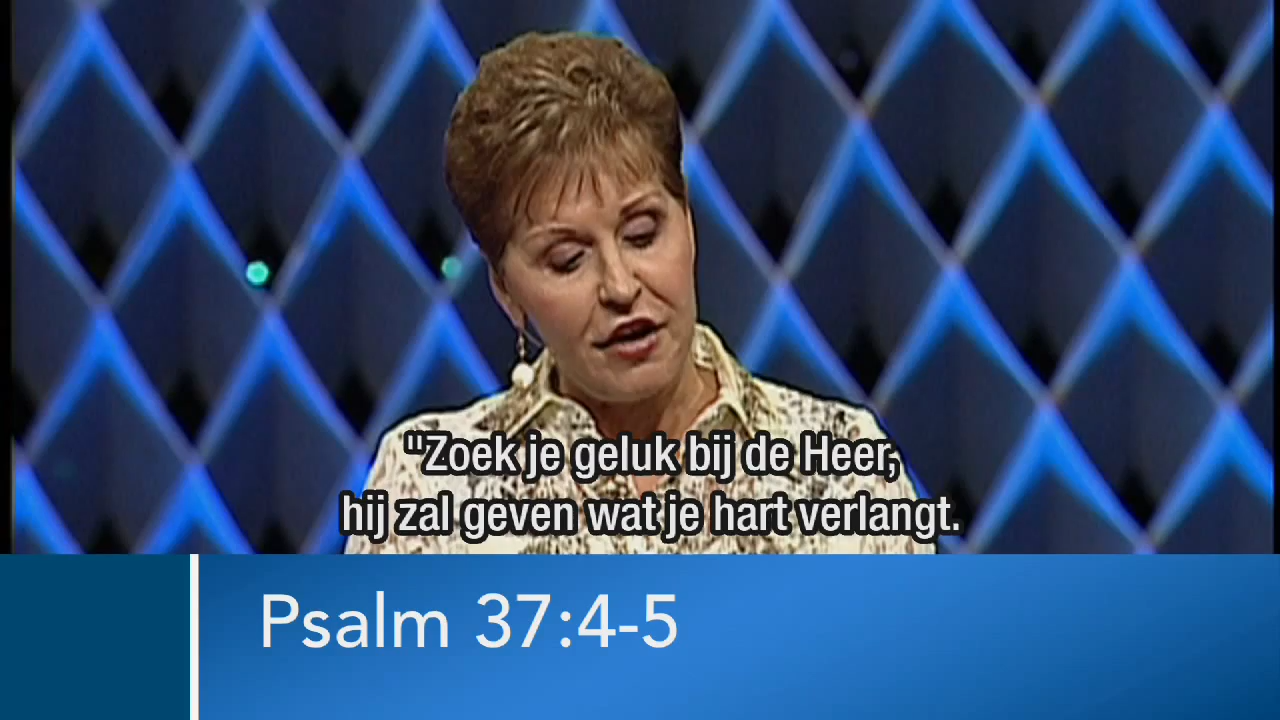 "Zoek je geluk bij de Heer,
hij zal geven wat je hart verlangt.
Psalm 37:4-5